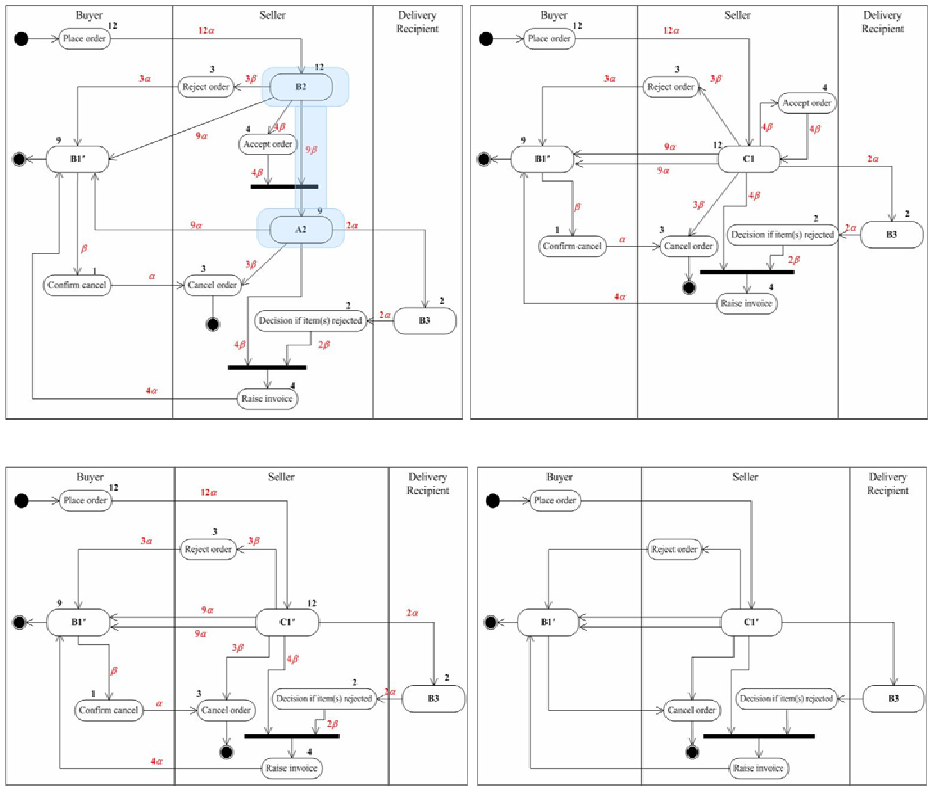 Buyer
Seller
Delivery
Recipient
12
Place order
12α
12
3
3α
Reject order
3β
B2
9
9α
4
4β
Accept order
9β
B1"
4β
9
9α
A2
2α
β
3β
1
α
3
Confirm cancel
Cancel order
2
2
Decision if item(s) rejected
2α
B3
4β
2β
4α
4
Raise invoice
Buyer
Seller
Delivery
Recipient
12
Place order
12α
3
3α
Reject order
3β
4
Accept order
4β
4β
9
9α
12
B1"
C1
2α
9α
4β
β
3β
2
2
1
3
Decision if item(s) rejected
2α
B3
Confirm cancel
α
Cancel order
2β
4
4α
Raise invoice
Buyer
Seller
Delivery
Recipient
12
Place order
12α
3
3α
Reject order
3β
9
9α
12
2α
B1"
C1"
9α
3β
4β
β
2
2
1
3
Decision if item(s) rejected
2α
B3
Confirm cancel
α
Cancel order
2β
4
4α
Raise invoice
Buyer
Seller
Delivery
Recipient
Place order
Reject order
B1"
C1"
Decision if item(s) rejected
B3
Cancel order
Raise invoice